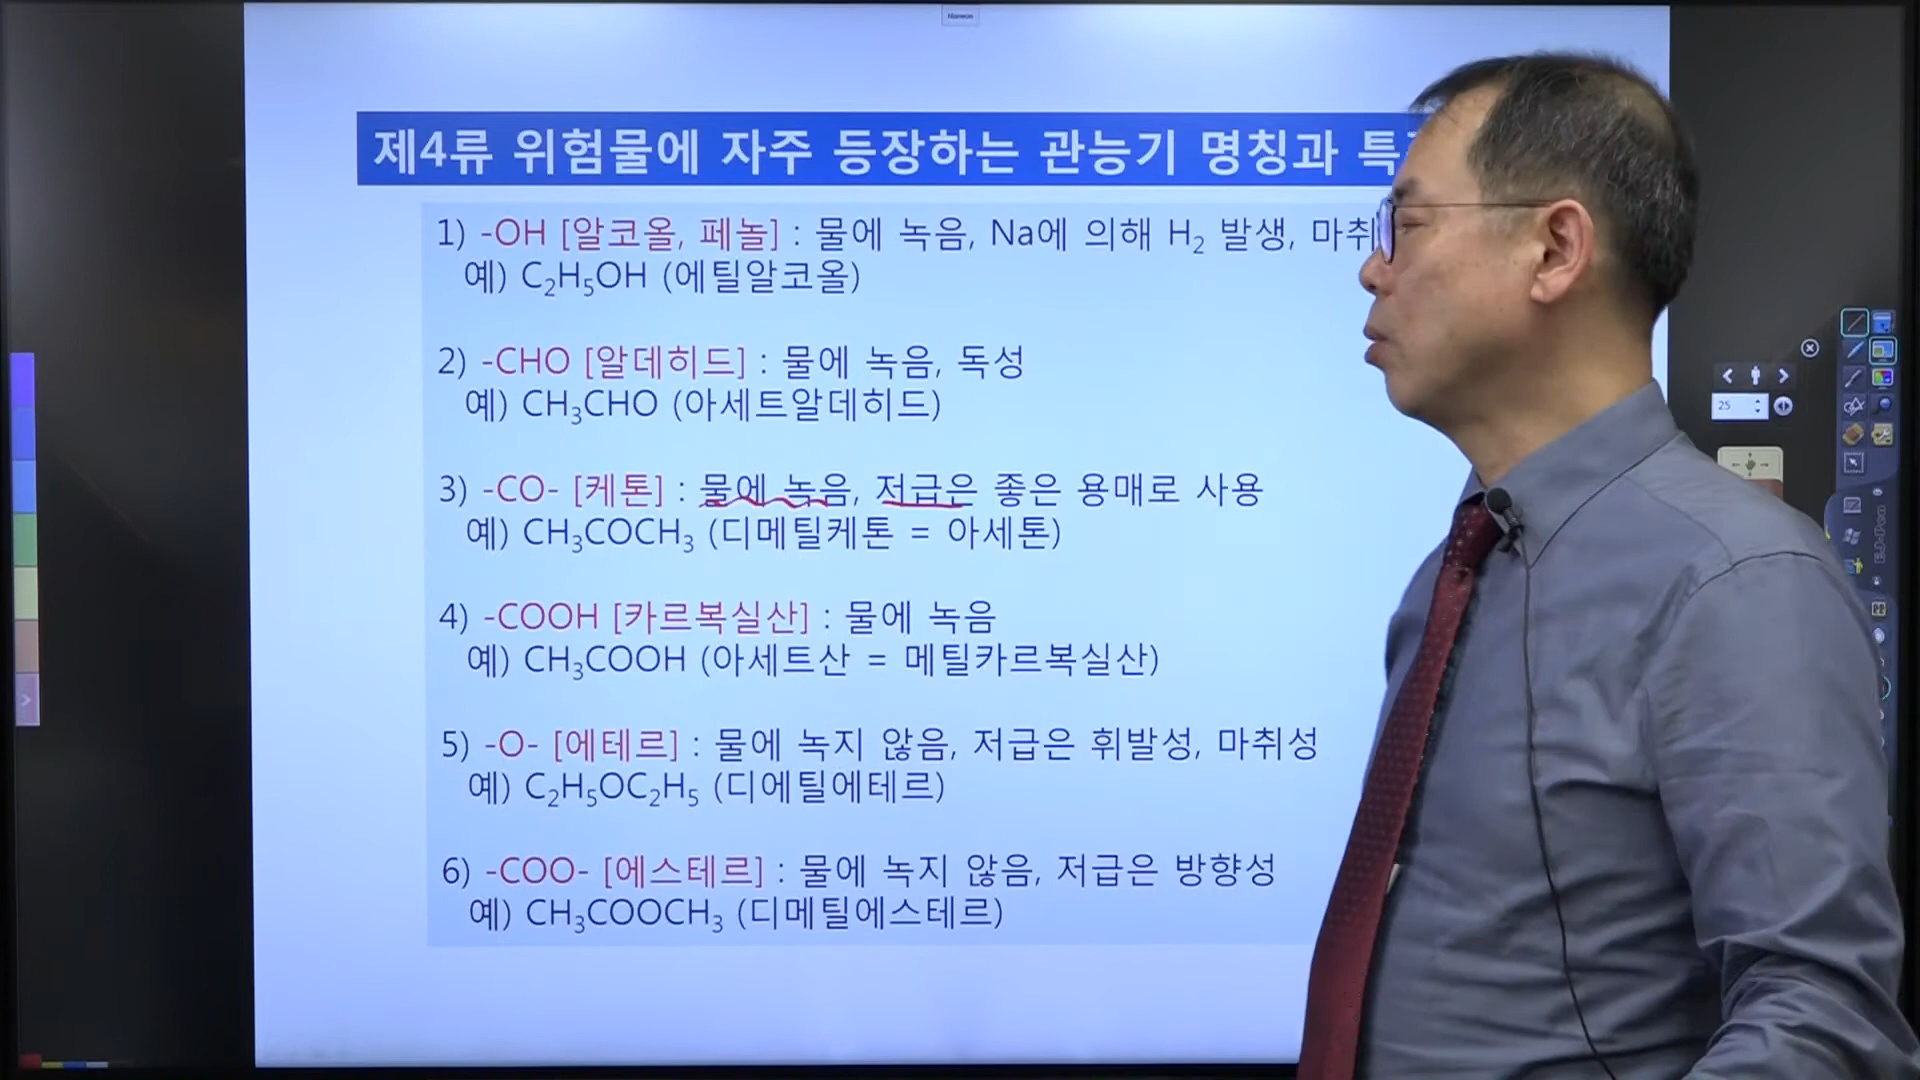 제4류 위험물에 자주 등장하는 관능기 명칭과
1) -OH [알코올, 페놀] : 물에 녹음, Na에 의해 H₂ 발생, 마취
예) C₂H₅OH (에틸알코올)
2) -CHO [알데히드] : 물에 녹음, 독성
예) CH₃CHO (아세트알데히드)
3) -CO- [케톤] : 물에 녹음, 저급은 좋은 용매로 사용
예) CH₃COCH₃ (디메틸케톤 = 아세톤)
4) -COOH [카르복실산] : 물에 녹음
예) CH₃COOH (아세트산 = 메틸카르복실산)
5) -O- [에테르] : 물에 녹지 않음, 저급은 휘발성, 마취성
예) C₂H₅OC₂H₅ (디에틸에테르)
6) -COO- [에스테르] : 물에 녹지 않음, 저급은 방향성
예) CH₃COOCH₃ (디메틸에스테르)
25